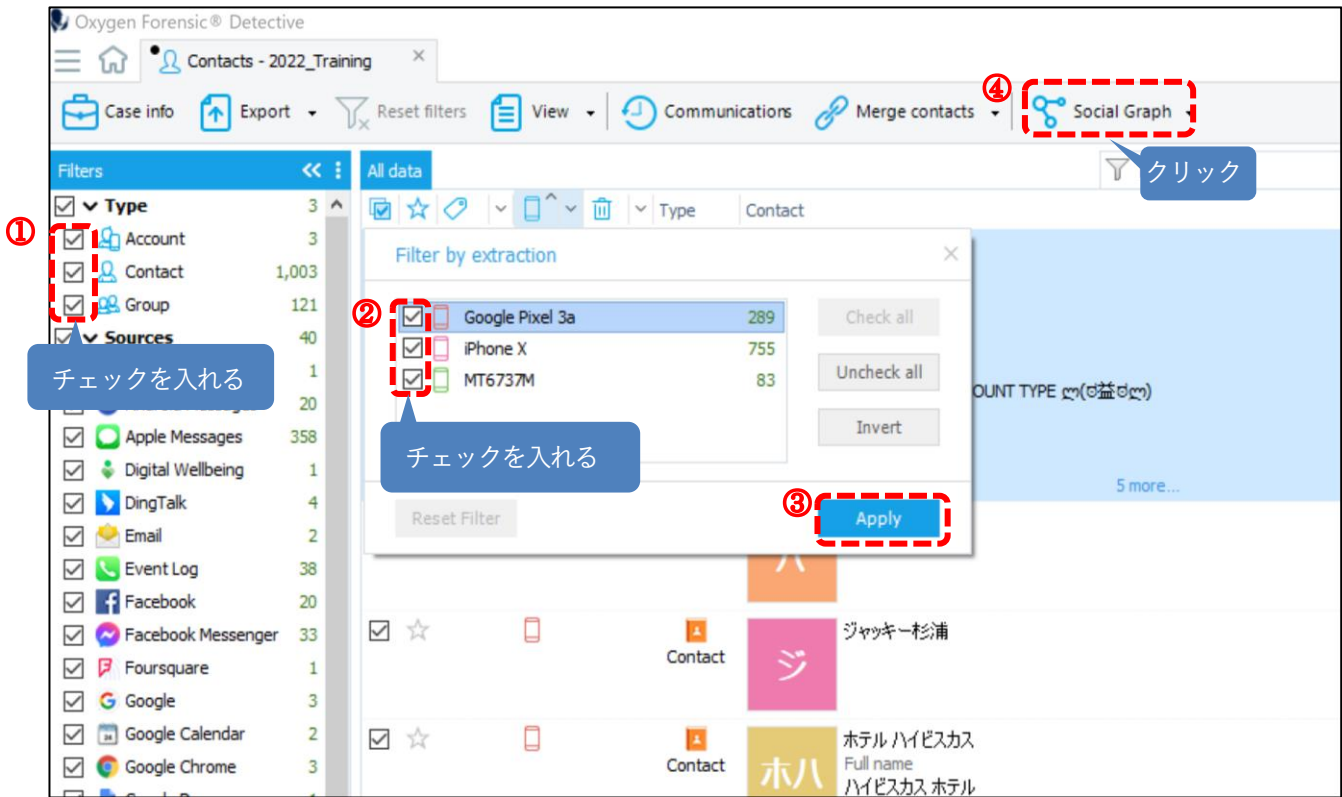 Oxygen Forensic® Detective
Contacts - 2022_Training
Case info
Export
Reset filters
View
Communications
Merge contacts
④
Social Graph
クリック
Filters
All data
Type 3
Type
Contact
①
Account 3
Contact 1,003
Group 121
Sources 40
チェックを入れる
1
20
Apple Messages 358
Digital Wellbeing 1
DingTalk 4
Email 2
Event Log 38
Facebook 20
Facebook Messenger 33
Foursquare 1
Google 3
Google Calendar 2
Google Chrome 3
Filter by extraction
②
Google Pixel 3a 289
iPhone X 755
MT6737M 83
チェックを入れる
Check all
Uncheck all
Invert
Reset Filter
③
Apply
OUNT TYPE ლ(ಠ益ಠლ)
5 more...
Contact
ジ
ジャッキー杉浦
Contact
ホハ
ホテル ハイビスカス
Full name
ハイビスカス ホテル